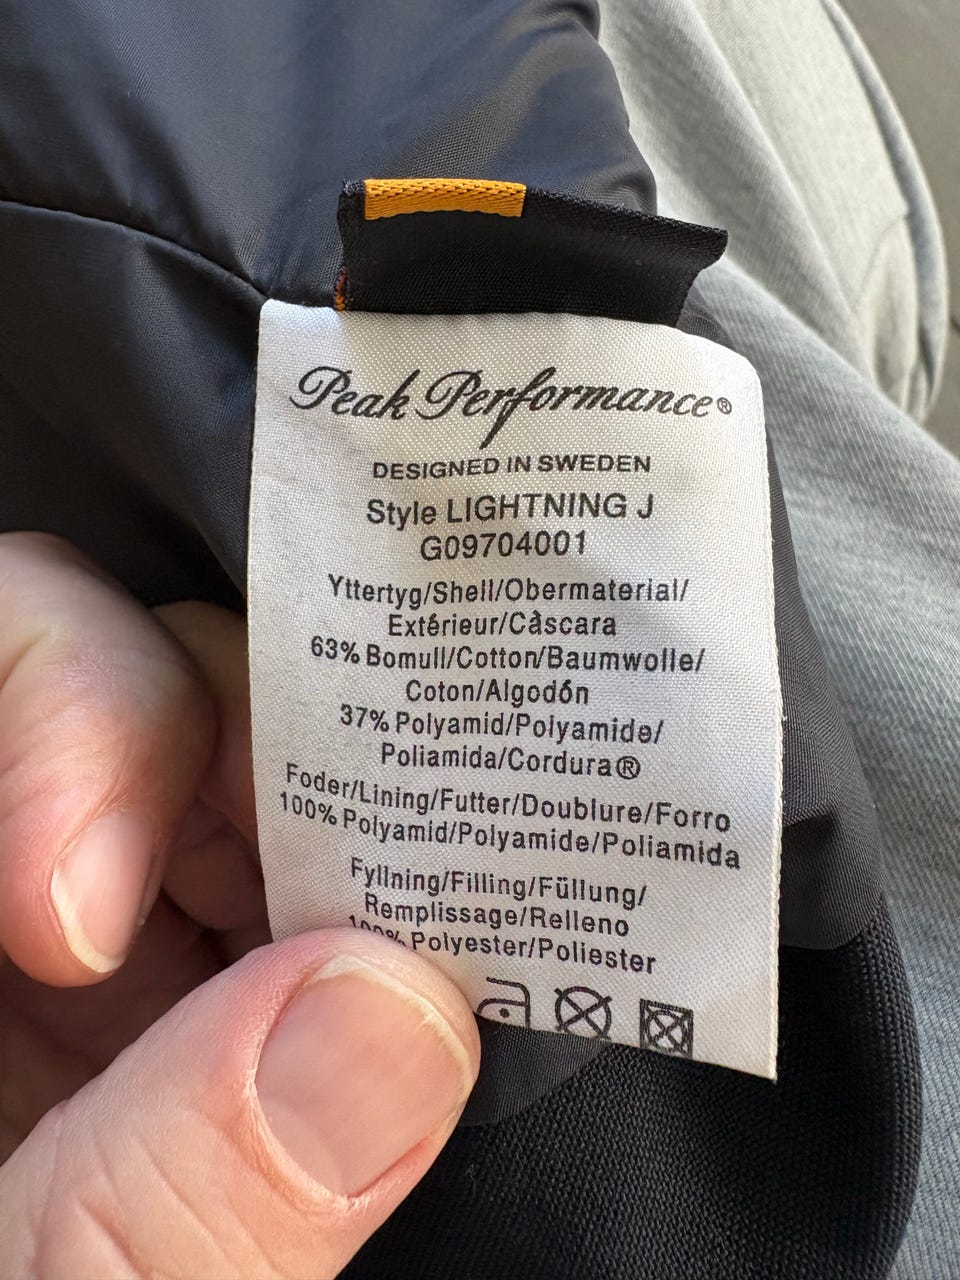 Peak Performance®
DESIGNED IN SWEDEN
Style LIGHTNING J
G09704001
Yttertyg/Shell/Obermaterial/
Extérieur/Càscara
63% Bomull/Cotton/Baumwolle/
Coton/Algodón
37% Polyamid/Polyamide/
Poliamida/Cordura®
Foder/Lining/Futter/Doublure/Forro
100% Polyamid/Polyamide/Poliamida
Fyllning/Filling/Füllung/
Remplissage/Relleno
100% Polyester/Poliester